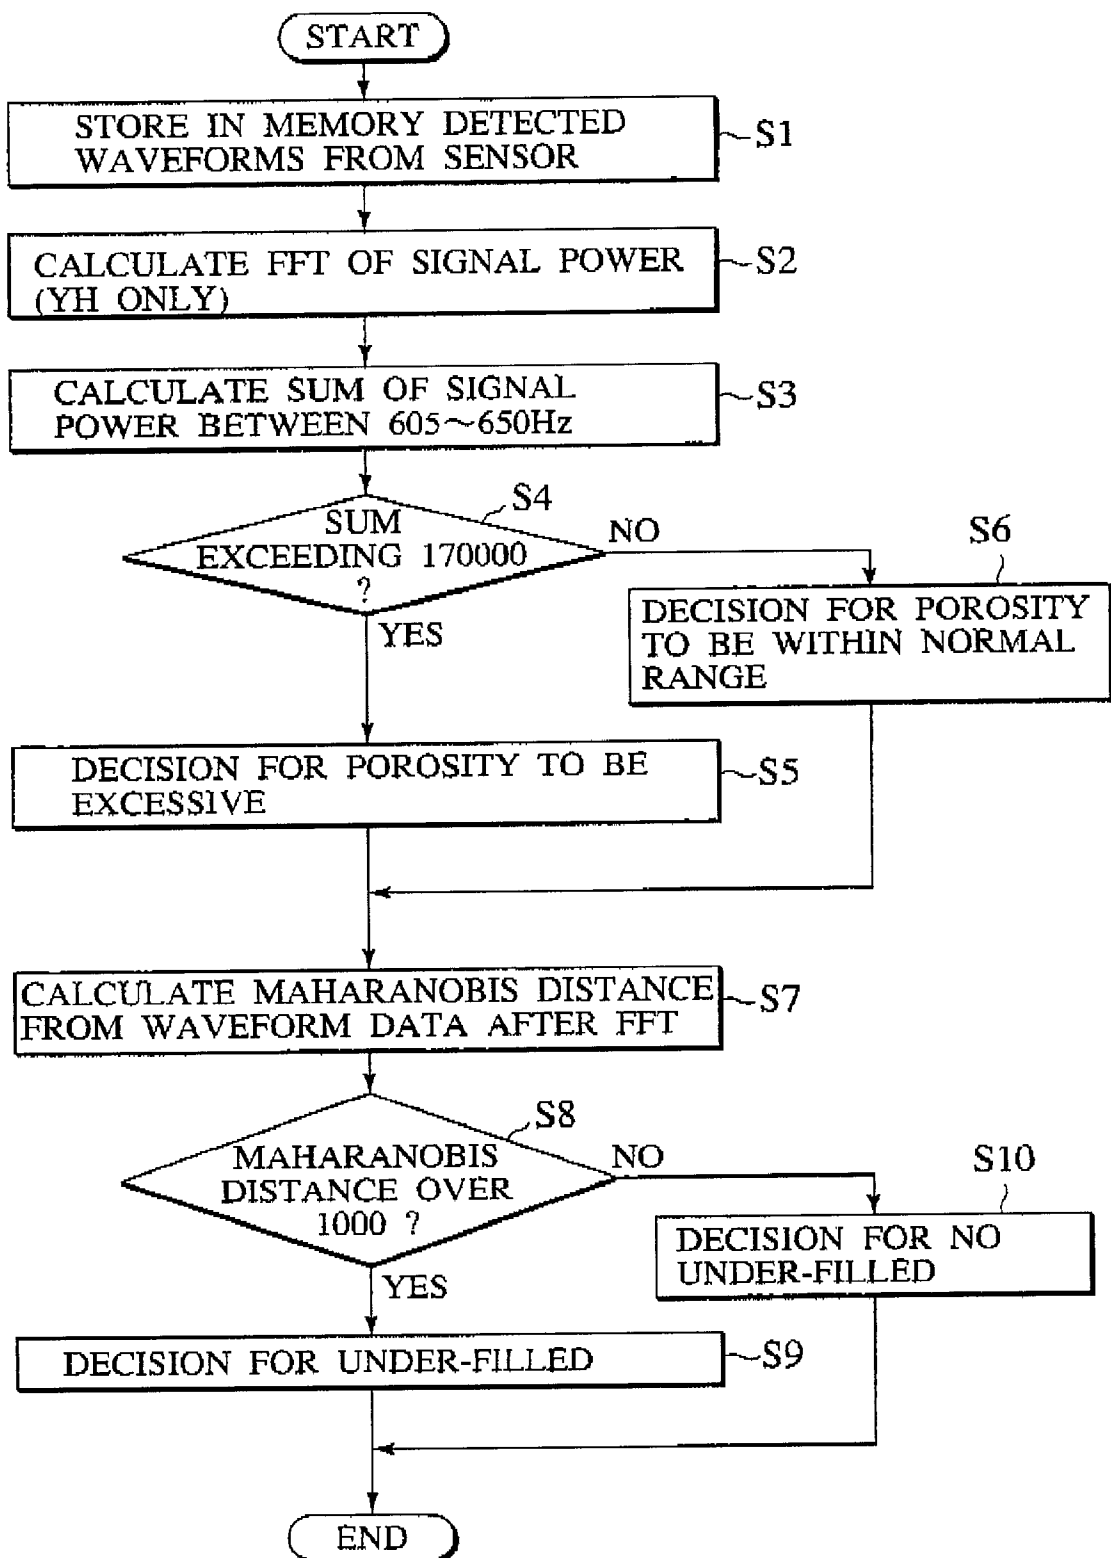 START
STORE IN MEMORY DETECTED
WAVEFORMS FROM SENSOR
S1
CALCULATE FFT OF SIGNAL POWER
(YH ONLY)
S2
CALCULATE SUM OF SIGNAL
POWER BETWEEN 605~650Hz
S3
S4
SUM
EXCEEDING 170000
?
NO
YES
S6
DECISION FOR POROSITY
TO BE WITHIN NORMAL
RANGE
DECISION FOR POROSITY TO BE
EXCESSIVE
S5
CALCULATE MAHARANOBIS DISTANCE
FROM WAVEFORM DATA AFTER FFT
S7
S8
MAHARANOBIS
DISTANCE OVER
1000 ?
NO
YES
S10
DECISION FOR NO
UNDER-FILLED
DECISION FOR UNDER-FILLED
S9
END